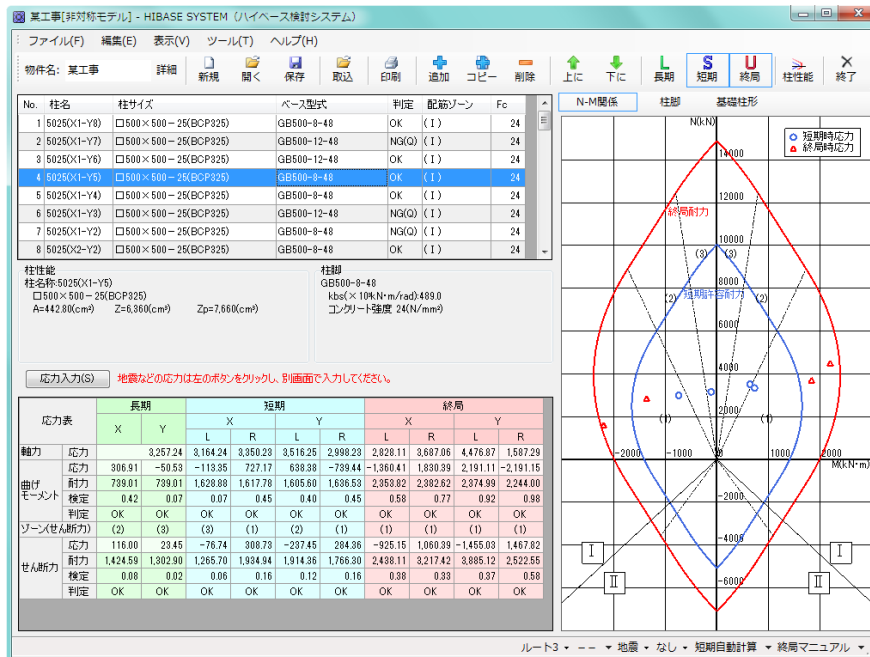 某工事[非対称モデル] - HIBASE SYSTEM (ハイベース検討システム)
ファイル(F) 編集(E) 表示(V) ツール(T) ヘルプ(H)
物件名: 某工事 詳細 新規 開く 保存 取込 印刷 追加 コピー 削除 上に 下に L 長期 S 短期 U 終局 柱性能 終了
No. 柱名 柱サイズ ベース型式 判定 配筋ゾーン Fc
1 5025(X1-Y8) □500×500-25(BCP325) GB500-8-48 OK (Ⅰ) 24
2 5025(X1-Y7) □500×500-25(BCP325) GB500-12-48 NG(Q) (Ⅰ) 24
3 5025(X1-Y6) □500×500-25(BCP325) GB500-8-48 OK (Ⅰ) 24
4 5025(X1-Y5) □500×500-25(BCP325) GB500-8-48 OK (Ⅰ) 24
5 5025(X1-Y4) □500×500-25(BCP325) GB500-8-48 OK (Ⅰ) 24
6 5025(X1-Y3) □500×500-25(BCP325) GB500-12-48 NG(Q) (Ⅰ) 24
7 5025(X1-Y2) □500×500-25(BCP325) GB500-8-48 NG(Q) (Ⅰ) 24
8 5025(X2-Y2) □500×500-25(BCP325) GB500-8-48 OK (Ⅰ) 24
柱性能
柱名称:5025(X1-Y5)
□500×500-25(BCP325)
A=442.80(cm²) Z=6,360(cm³) Zp=7,660(cm³)
柱脚
GB500-8-48
kbs(×10⁴kN・m/rad):489.0
コンクリート強度 24(N/mm²)
応力入力(S) 地震などの応力は左のボタンをクリックし、別画面で入力してください。
応力表 長期 短期 終局
X Y X Y X Y
L R L R L R L R
軸力 応力 3,257.24 3,164.24 3,350.23 3,516.25 2,998.23 2,828.11 3,687.06 4,476.87 1,587.29
曲げモーメント 応力 306.91 -50.53 -113.35 727.17 638.38 -739.44 -1,360.41 1,830.39 2,191.11 -2,191.15
耐力 739.01 739.01 1,628.88 1,617.78 1,605.60 1,636.53 2,353.82 2,382.62 2,374.99 2,244.00
検定 0.42 0.07 0.07 0.45 0.40 0.45 0.58 0.77 0.92 0.98
判定 OK OK OK OK OK OK OK OK OK OK
ゾーン(せん断力) (2) (3) (3) (1) (2) (1) (1) (1) (1) (1)
せん断力 応力 116.00 23.45 -76.74 308.73 -237.45 284.36 -925.15 1,060.39 -1,455.03 1,467.82
耐力 1,424.59 1,302.90 1,265.70 1,934.94 1,914.36 1,766.30 2,438.11 3,217.42 3,885.12 2,522.55
検定 0.08 0.02 0.06 0.16 0.12 0.16 0.38 0.33 0.37 0.58
判定 OK OK OK OK OK OK OK OK OK OK
N-M関係 柱脚 基礎柱形
N(kN)
短期時応力
終局時応力
14000
12000
終局耐力
10000
(3) (3)
8000
(2) 短期許容耐力 (2)
6000
4000
2000
(1) (1)
-2000 -1000 0 1000 2000
M(kN・m)
-2000
-4000
Ⅰ Ⅰ
Ⅱ Ⅱ
-6000
ルート3 -- 地震 なし 短期自動計算 終局マニュアル